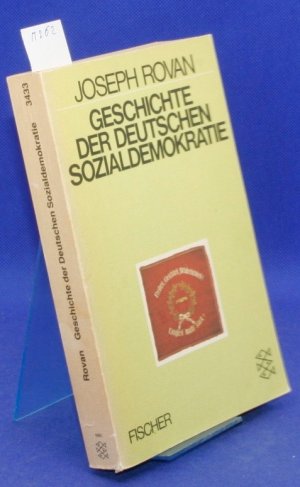 JOSEPH ROVAN
GESCHICHTE
DER DEUTSCHEN
SOZIALDEMOKRATIE
FISCHER
Rovan Geschichte der Deutschen Sozialdemokratie 3433